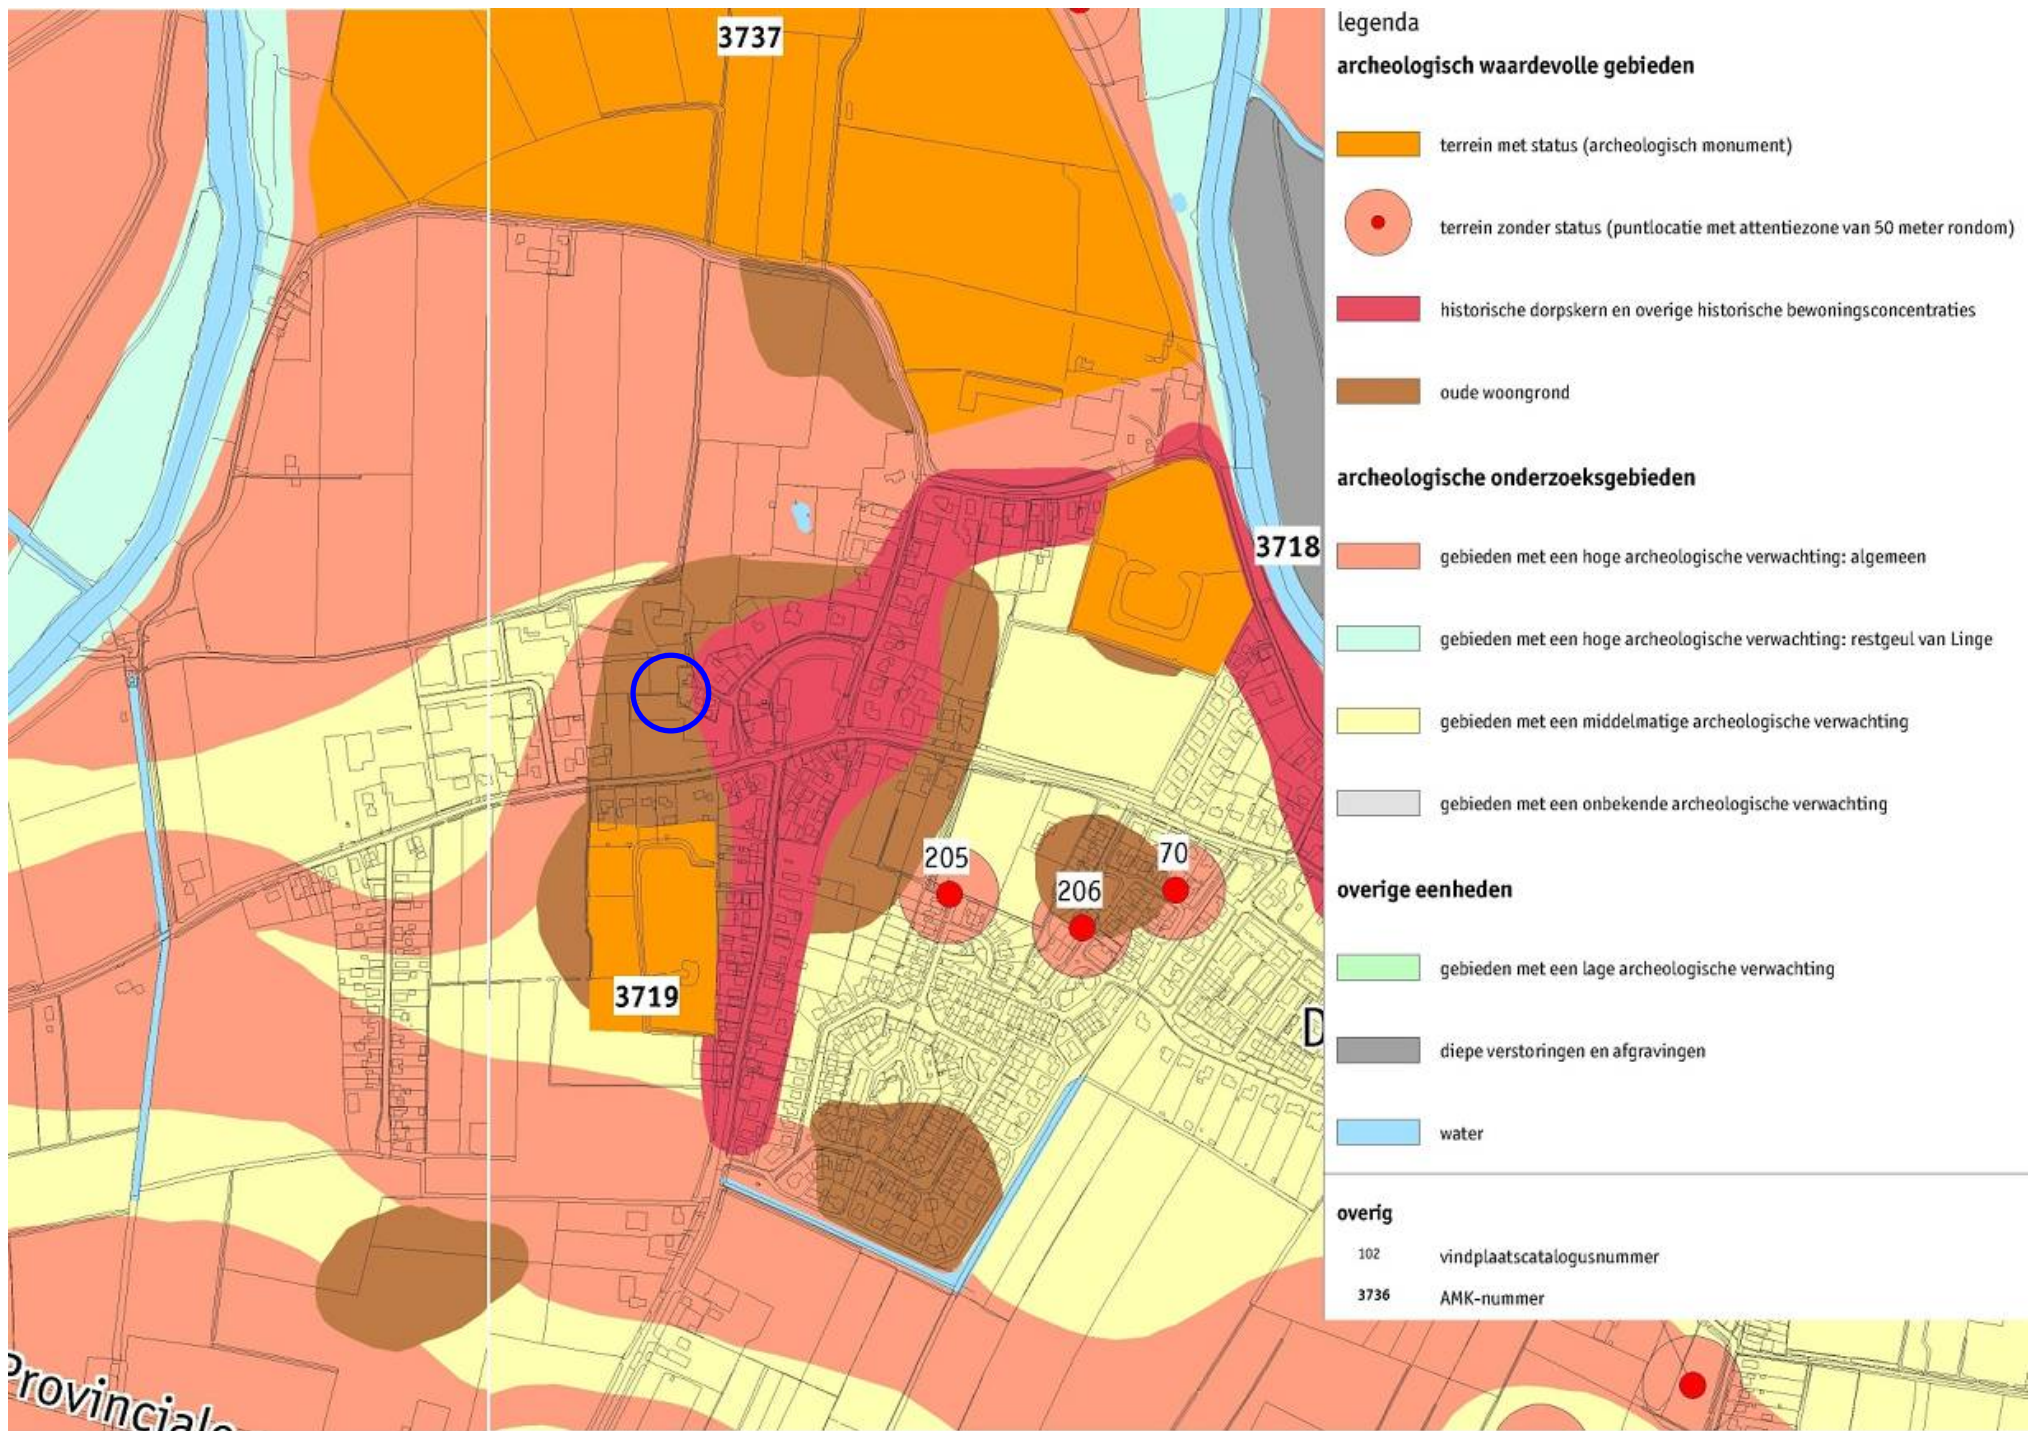 3737
3718
205
70
206
3719
D
Provinciale
legenda
archeologisch waardevolle gebieden
terrein met status (archeologisch monument)
terrein zonder status (puntlocatie met attentiezone van 50 meter rondom)
historische dorpskern en overige historische bewoningsconcentraties
oude woongrond
archeologische onderzoeksgebieden
gebieden met een hoge archeologische verwachting: algemeen
gebieden met een hoge archeologische verwachting: restgeul van Linge
gebieden met een middelmatige archeologische verwachting
gebieden met een onbekende archeologische verwachting
overige eenheden
gebieden met een lage archeologische verwachting
diepe verstoringen en afgravingen
water
overig
102 vindplaatscatalogusnummer
3736 AMK-nummer